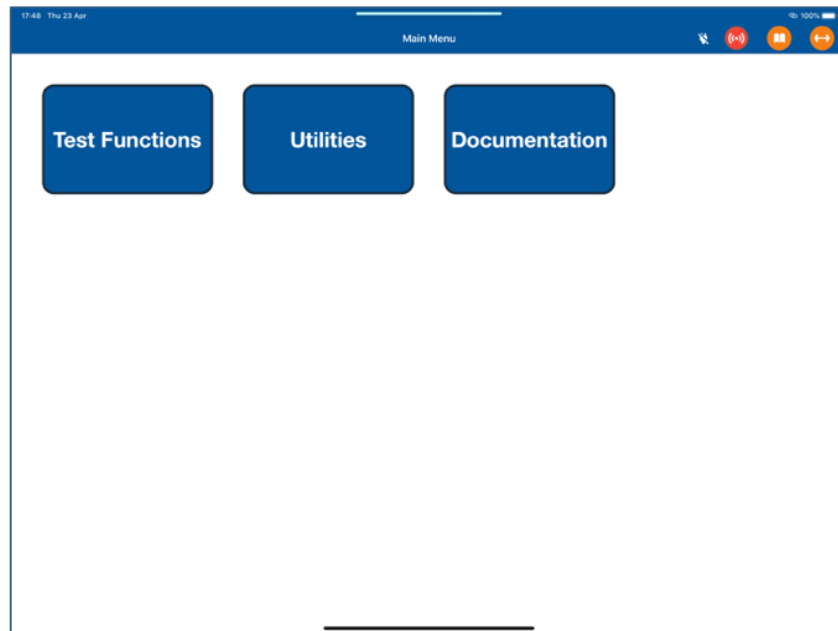 17:48 Thu 23 Apr
100%
Main Menu
Test Functions
Utilities
Documentation